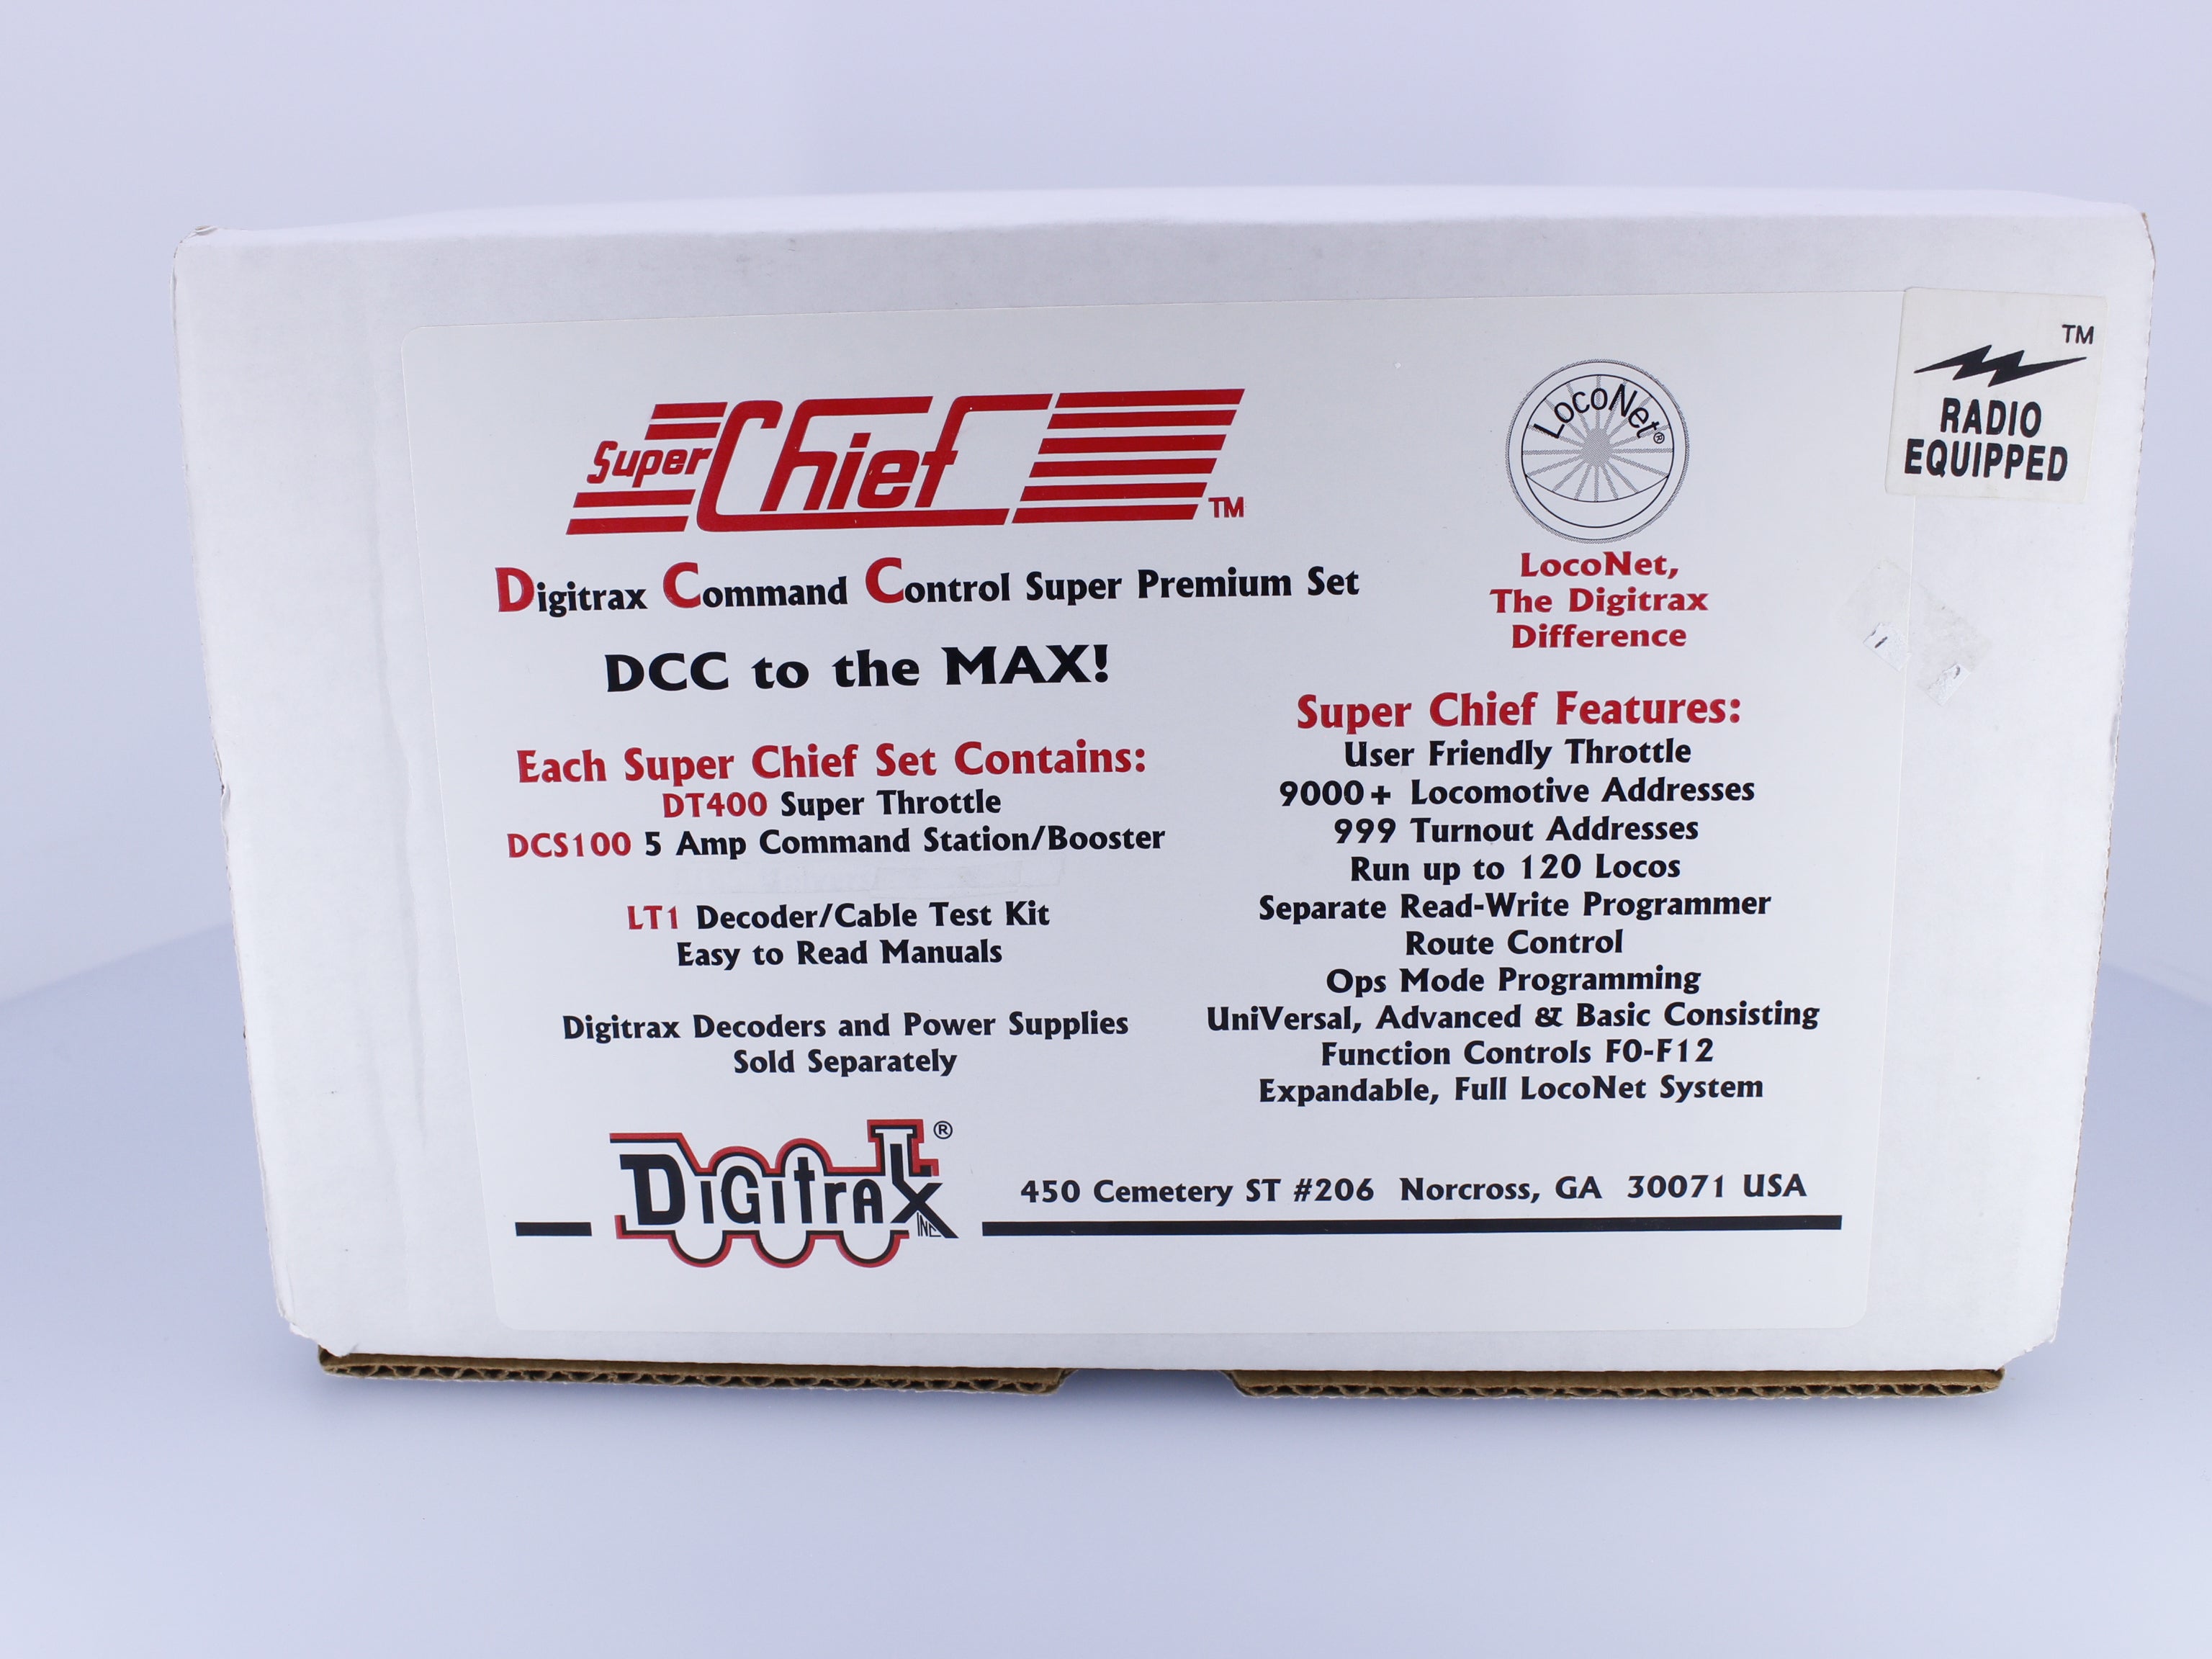 Super Chief TM
Digitrax Command Control Super Premium Set
DCC to the MAX!
Each Super Chief Set Contains:
DT400 Super Throttle
DCS100 5 Amp Command Station/Booster
LT1 Decoder/Cable Test Kit
Easy to Read Manuals
Digitrax Decoders and Power Supplies
Sold Separately
LocoNet®
LocoNet,
The Digitrax
Difference
TM
RADIO
EQUIPPED
Super Chief Features:
User Friendly Throttle
9000+ Locomotive Addresses
999 Turnout Addresses
Run up to 120 Locos
Separate Read-Write Programmer
Route Control
Ops Mode Programming
UniVersal, Advanced & Basic Consisting
Function Controls F0-F12
Expandable, Full LocoNet System
DiGitrax INC ®
450 Cemetery ST #206 Norcross, GA 30071 USA